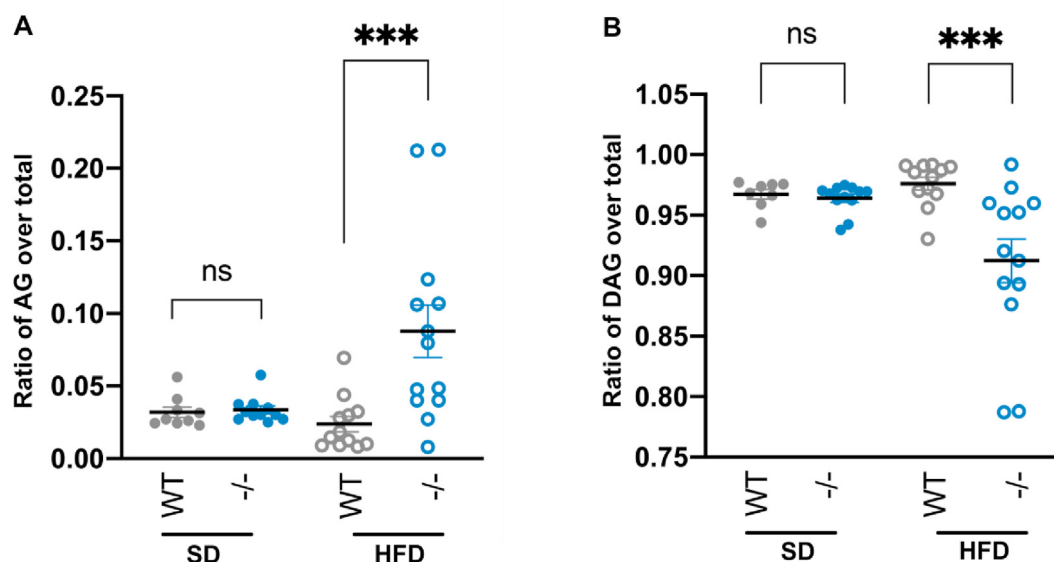 A
Ratio of AG over total
0.25
0.20
0.15
0.10
0.05
0.00
ns
***
WT
-/-
WT
-/-
SD
HFD
B
Ratio of DAG over total
1.05
1.00
0.95
0.90
0.85
0.80
0.75
ns
***
WT
-/-
WT
-/-
SD
HFD